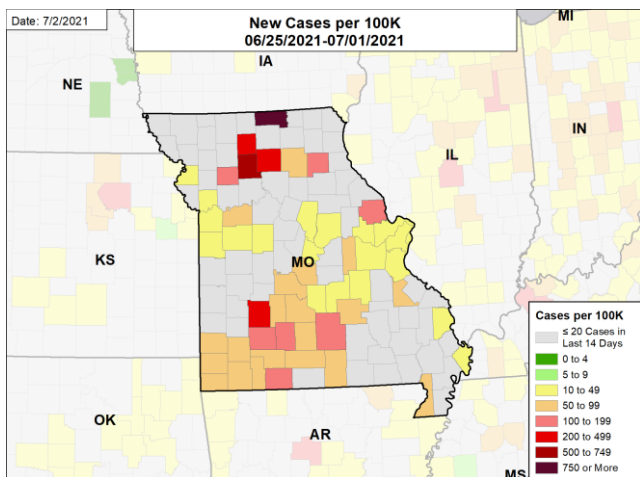 Date: 7/2/2021
New Cases per 100K
06/25/2021-07/01/2021
MI
IA
NE
IN
IL
MO
KS
OK
AR
MS
Cases per 100K
≤ 20 Cases in
Last 14 Days
0 to 4
5 to 9
10 to 49
50 to 99
100 to 199
200 to 499
500 to 749
750 or More